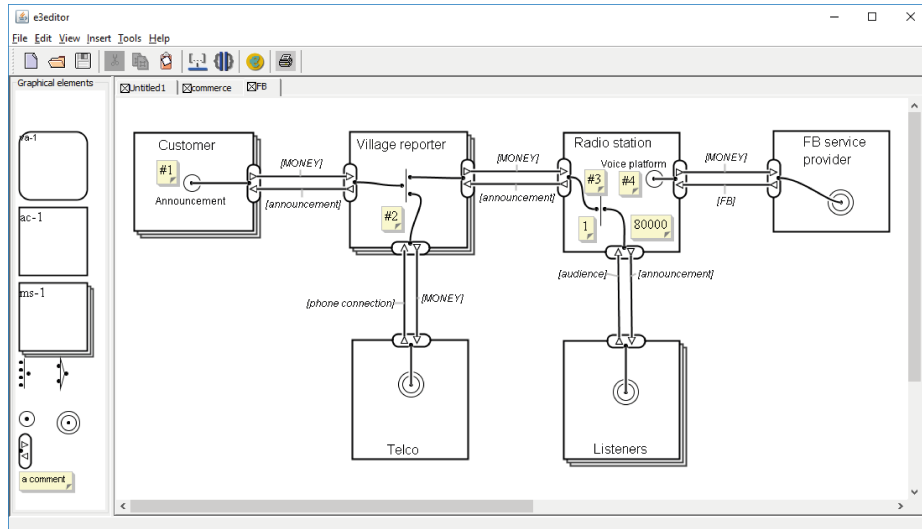 e3editor
File Edit View Insert Tools Help
Graphical elements
Untitled1
commerce
FB
va-1
ac-1
ms-1
a comment
Customer
#1
Announcement
[MONEY]
[announcement]
Village reporter
#2
[MONEY]
[announcement]
Radio station
Voice platform
#3
#4
1
80000
[MONEY]
[FB]
FB service
provider
[phone connection]
[MONEY]
[audience]
[announcement]
Telco
Listeners